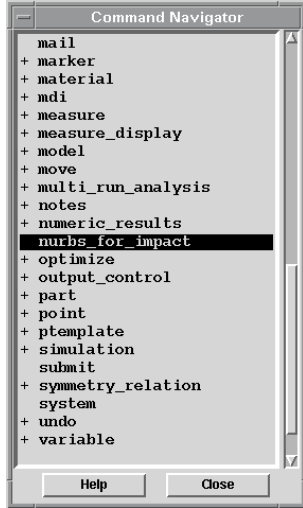 Command Navigator
mail
+ marker
+ material
+ mdi
+ measure
+ measure_display
+ model
+ move
+ multi_run_analysis
+ notes
+ numeric_results
nurbs_for_impact
+ optimize
+ output_control
+ part
+ point
+ ptemplate
+ simulation
submit
+ symmetry_relation
system
+ undo
+ variable
Help Close